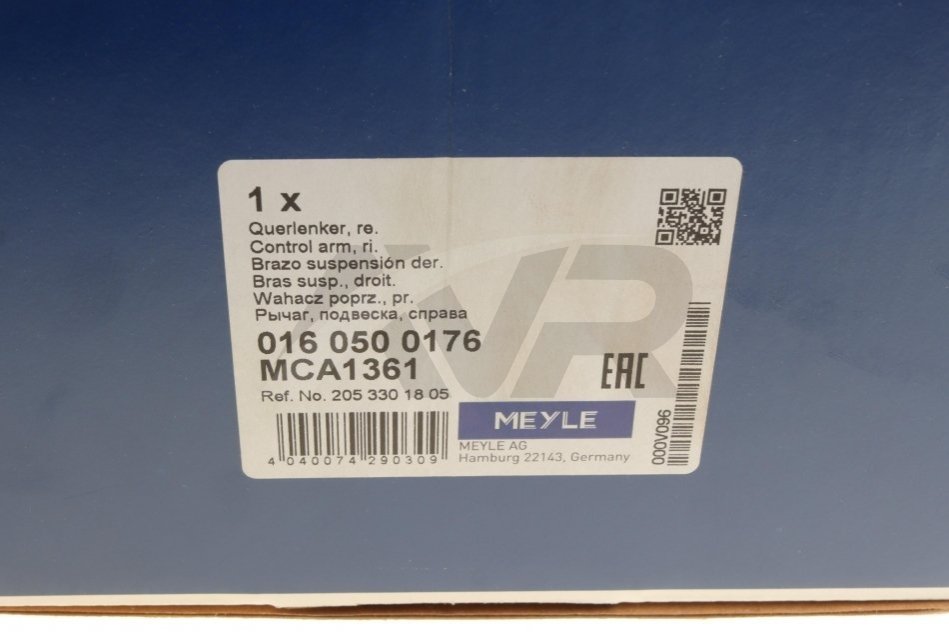 1 x
Querlenker, re.
Control arm, ri.
Brazo suspensión der.
Bras susp., droit.
Wahacz poprz., pr.
Рычаг, подвеска, справа
016 050 0176
MCA1361
Ref. No. 205 330 18 05
EAC
MEYLE
MEYLE AG
Hamburg 22143, Germany
4 040074 290309
000V096
VR